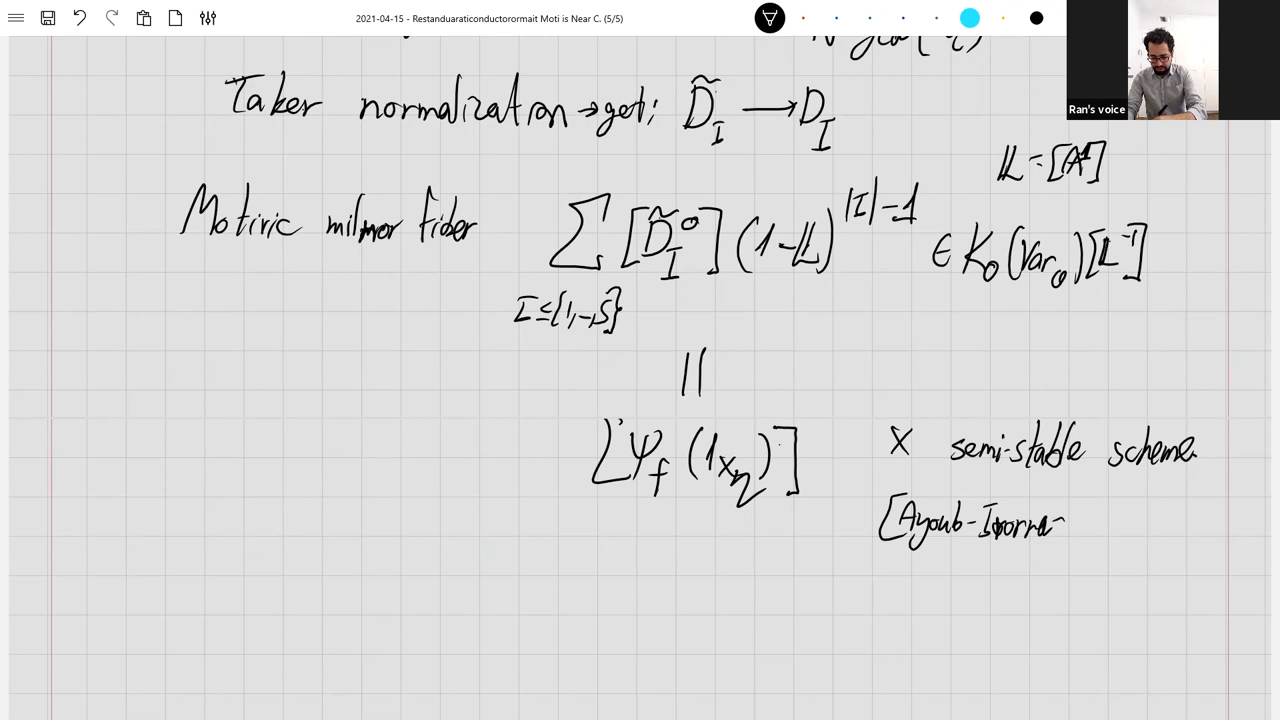 2021-04-15 - Restanduaraticonductorormait Moti is Near C. (5/5)
Ran's voice
Taker normalization → get: D̃_I → D_I
𝕃 = [A¹]
Motivic milnor fiber ∑_{I⊆{1,-,S}} [D̃_I^o] (1-𝕃)^{|I|-1} ∈ K_0(Var_0)[𝕃^{-1}]
||
[Ψ_f (1_{X_η})] X semi-stable scheme
[Ayoub-Ivorra-